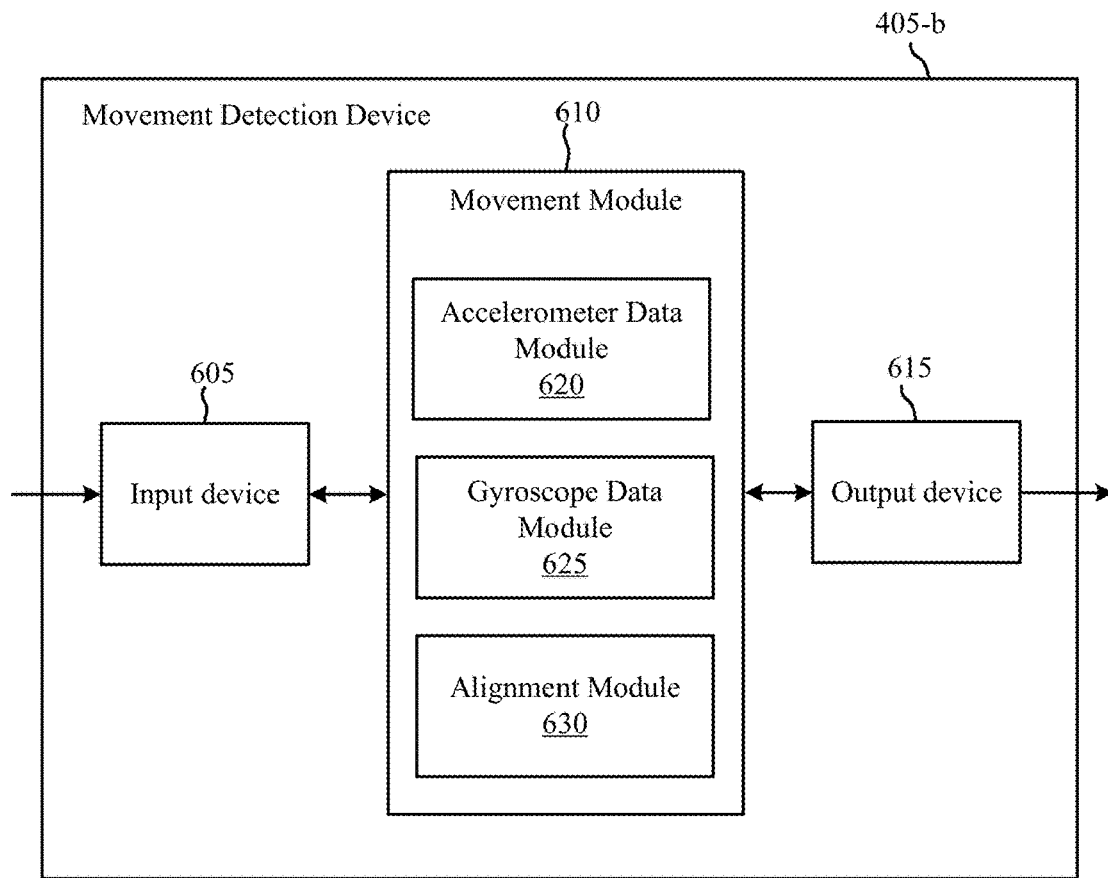 405-b
Movement Detection Device
610
Movement Module
Accelerometer Data
Module
620
605
615
Input device
Gyroscope Data
Module
625
Output device
Alignment Module
630